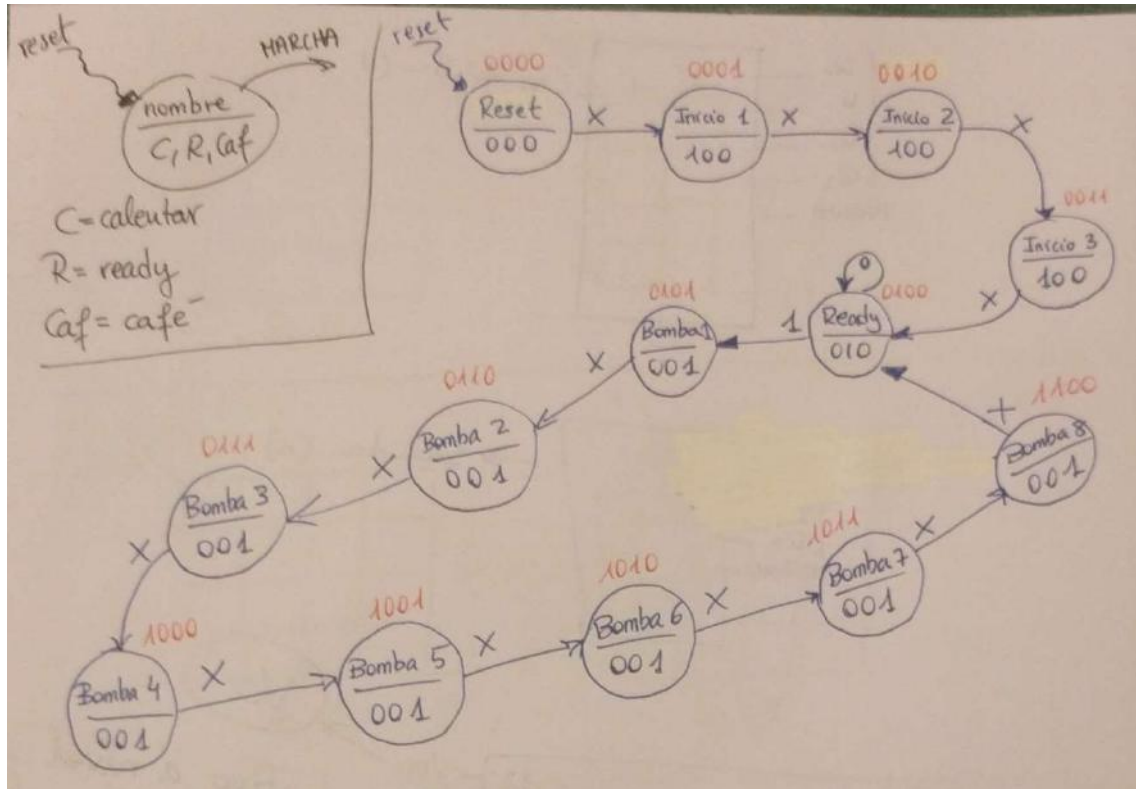 reset
MARCHA
nombre
C, R, Caf
C = calentar
R = ready
Caf = café
reset
0000
Reset
000
X
0001
Inicio 1
100
X
0010
Inicio 2
100
X
0011
Inicio 3
100
X
0
0100
Ready
010
1
0101
Bomba 1
001
X
0110
Bomba 2
001
X
0111
Bomba 3
001
X
1000
Bomba 4
001
X
1001
Bomba 5
001
X
1010
Bomba 6
001
X
1011
Bomba 7
001
X
1100
Bomba 8
001
X